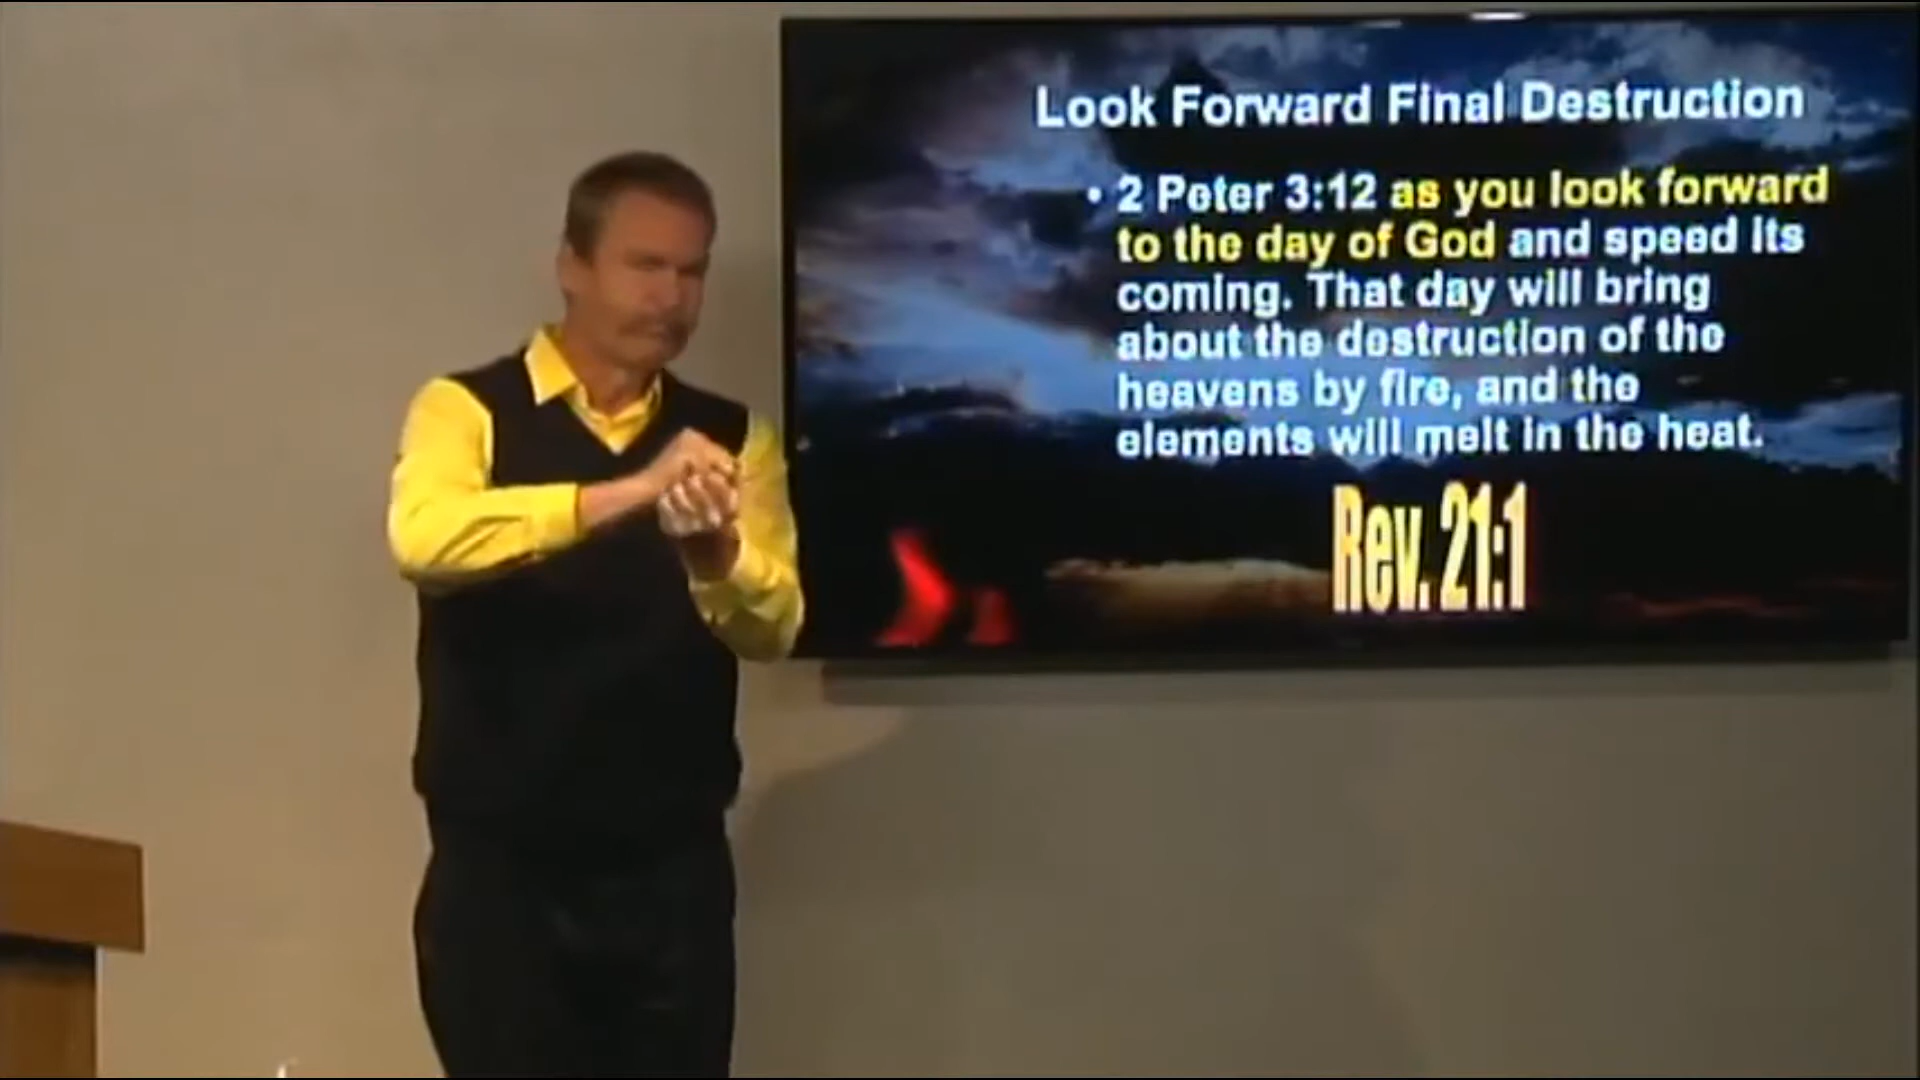 Look Forward Final Destruction
• 2 Peter 3:12 as you look forward
to the day of God and speed its
coming. That day will bring
about the destruction of the
heavens by fire, and the
elements will melt in the heat.
Rev. 21:1